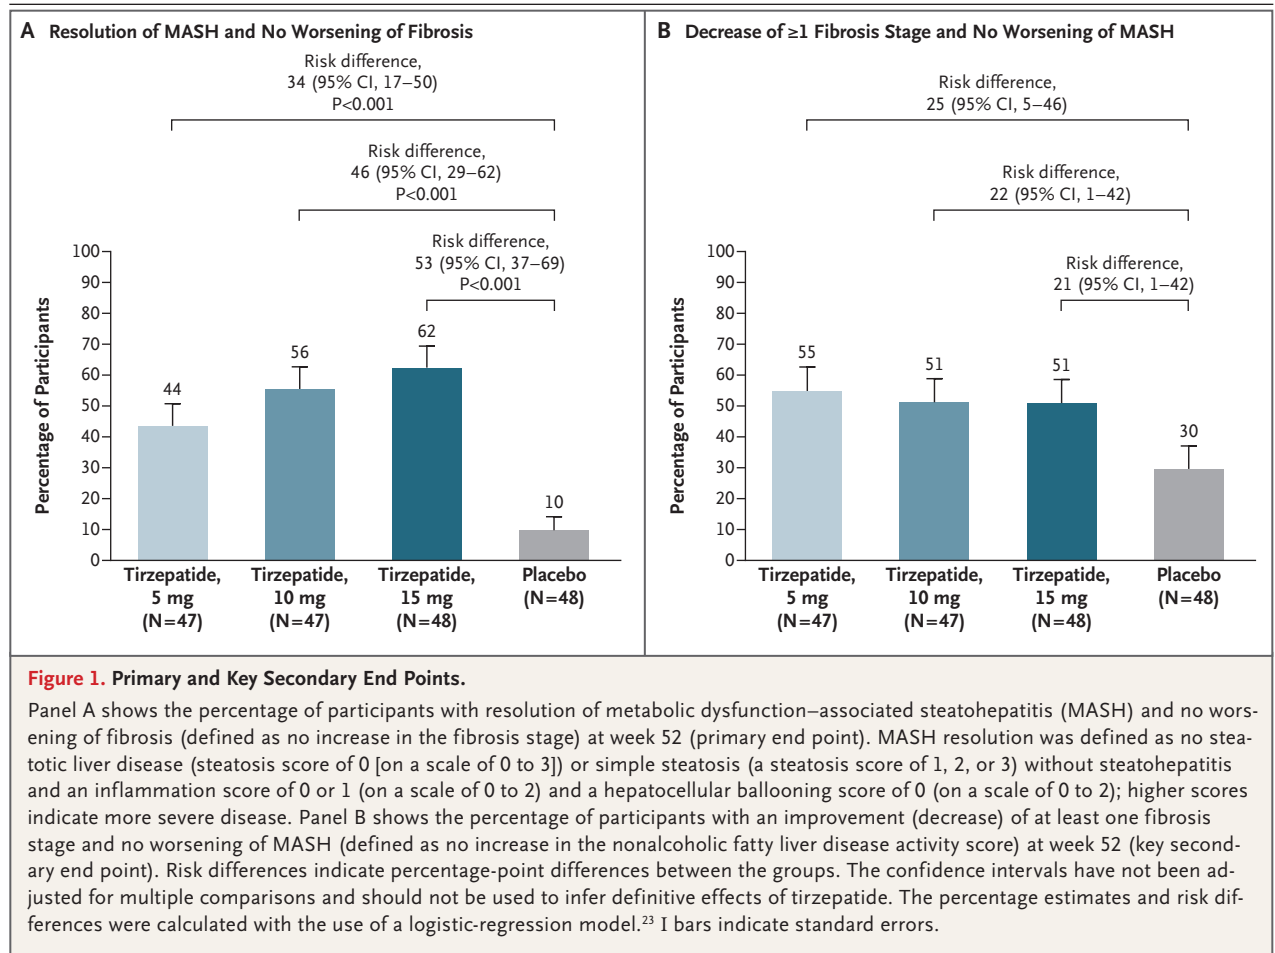 A Resolution of MASH and No Worsening of Fibrosis
Risk difference,
34 (95% CI, 17–50)
P<0.001
Risk difference,
46 (95% CI, 29–62)
P<0.001
Risk difference,
53 (95% CI, 37–69)
P<0.001
Percentage of Participants
100
90
80
70
60
50
40
30
20
10
0
44
56
62
10
Tirzepatide,
5 mg
(N=47)
Tirzepatide,
10 mg
(N=47)
Tirzepatide,
15 mg
(N=48)
Placebo
(N=48)
B Decrease of ≥1 Fibrosis Stage and No Worsening of MASH
Risk difference,
25 (95% CI, 5–46)
Risk difference,
22 (95% CI, 1–42)
Risk difference,
21 (95% CI, 1–42)
Percentage of Participants
100
90
80
70
60
50
40
30
20
10
0
55
51
51
30
Tirzepatide,
5 mg
(N=47)
Tirzepatide,
10 mg
(N=47)
Tirzepatide,
15 mg
(N=48)
Placebo
(N=48)
Figure 1. Primary and Key Secondary End Points.
Panel A shows the percentage of participants with resolution of metabolic dysfunction–associated steatohepatitis (MASH) and no wors-
ening of fibrosis (defined as no increase in the fibrosis stage) at week 52 (primary end point). MASH resolution was defined as no stea-
totic liver disease (steatosis score of 0 [on a scale of 0 to 3]) or simple steatosis (a steatosis score of 1, 2, or 3) without steatohepatitis
and an inflammation score of 0 or 1 (on a scale of 0 to 2) and a hepatocellular ballooning score of 0 (on a scale of 0 to 2); higher scores
indicate more severe disease. Panel B shows the percentage of participants with an improvement (decrease) of at least one fibrosis
stage and no worsening of MASH (defined as no increase in the nonalcoholic fatty liver disease activity score) at week 52 (key second-
ary end point). Risk differences indicate percentage-point differences between the groups. The confidence intervals have not been ad-
justed for multiple comparisons and should not be used to infer definitive effects of tirzepatide. The percentage estimates and risk dif-
ferences were calculated with the use of a logistic-regression model.²³ I bars indicate standard errors.